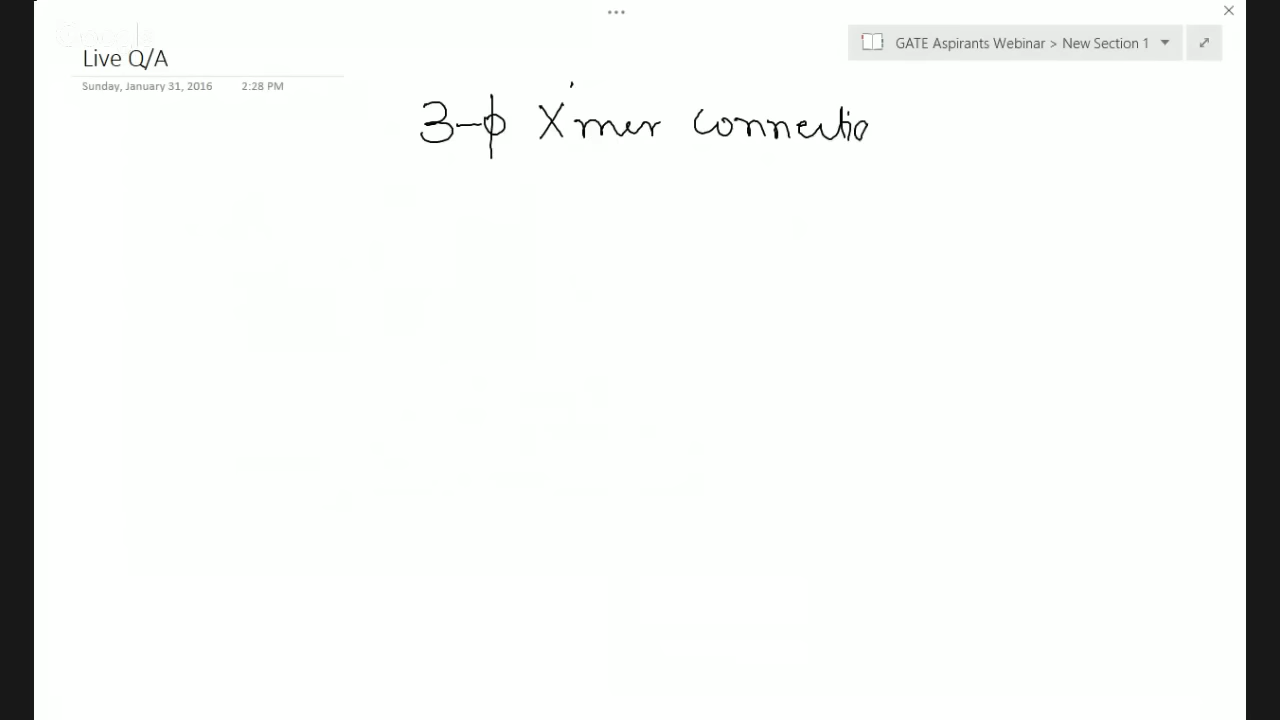 Live Q/A
GATE Aspirants Webinar > New Section 1
Sunday, January 31, 2016 2:28 PM
3-ϕ X'mer connectio